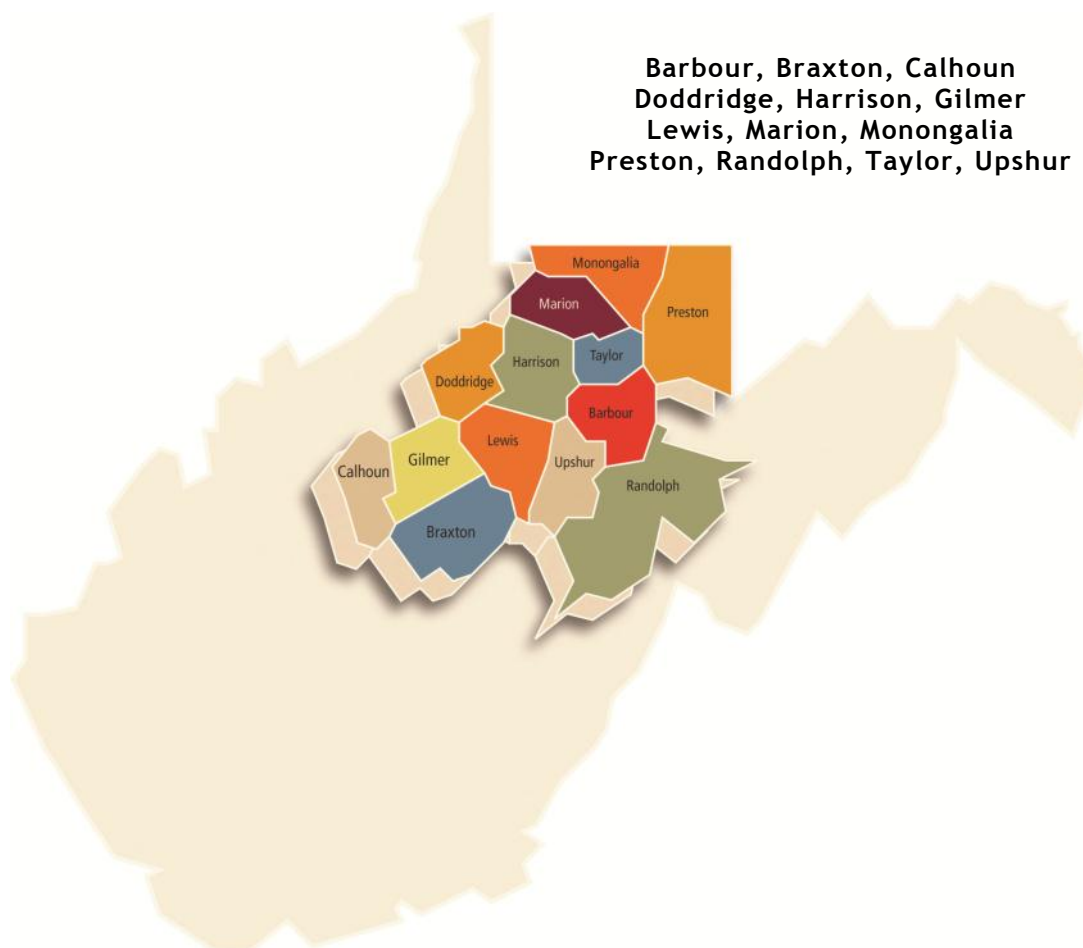 Barbour, Braxton, Calhoun
Doddridge, Harrison, Gilmer
Lewis, Marion, Monongalia
Preston, Randolph, Taylor, Upshur
Monongalia
Marion
Preston
Taylor
Harrison
Doddridge
Barbour
Lewis
Gilmer
Upshur
Calhoun
Randolph
Braxton